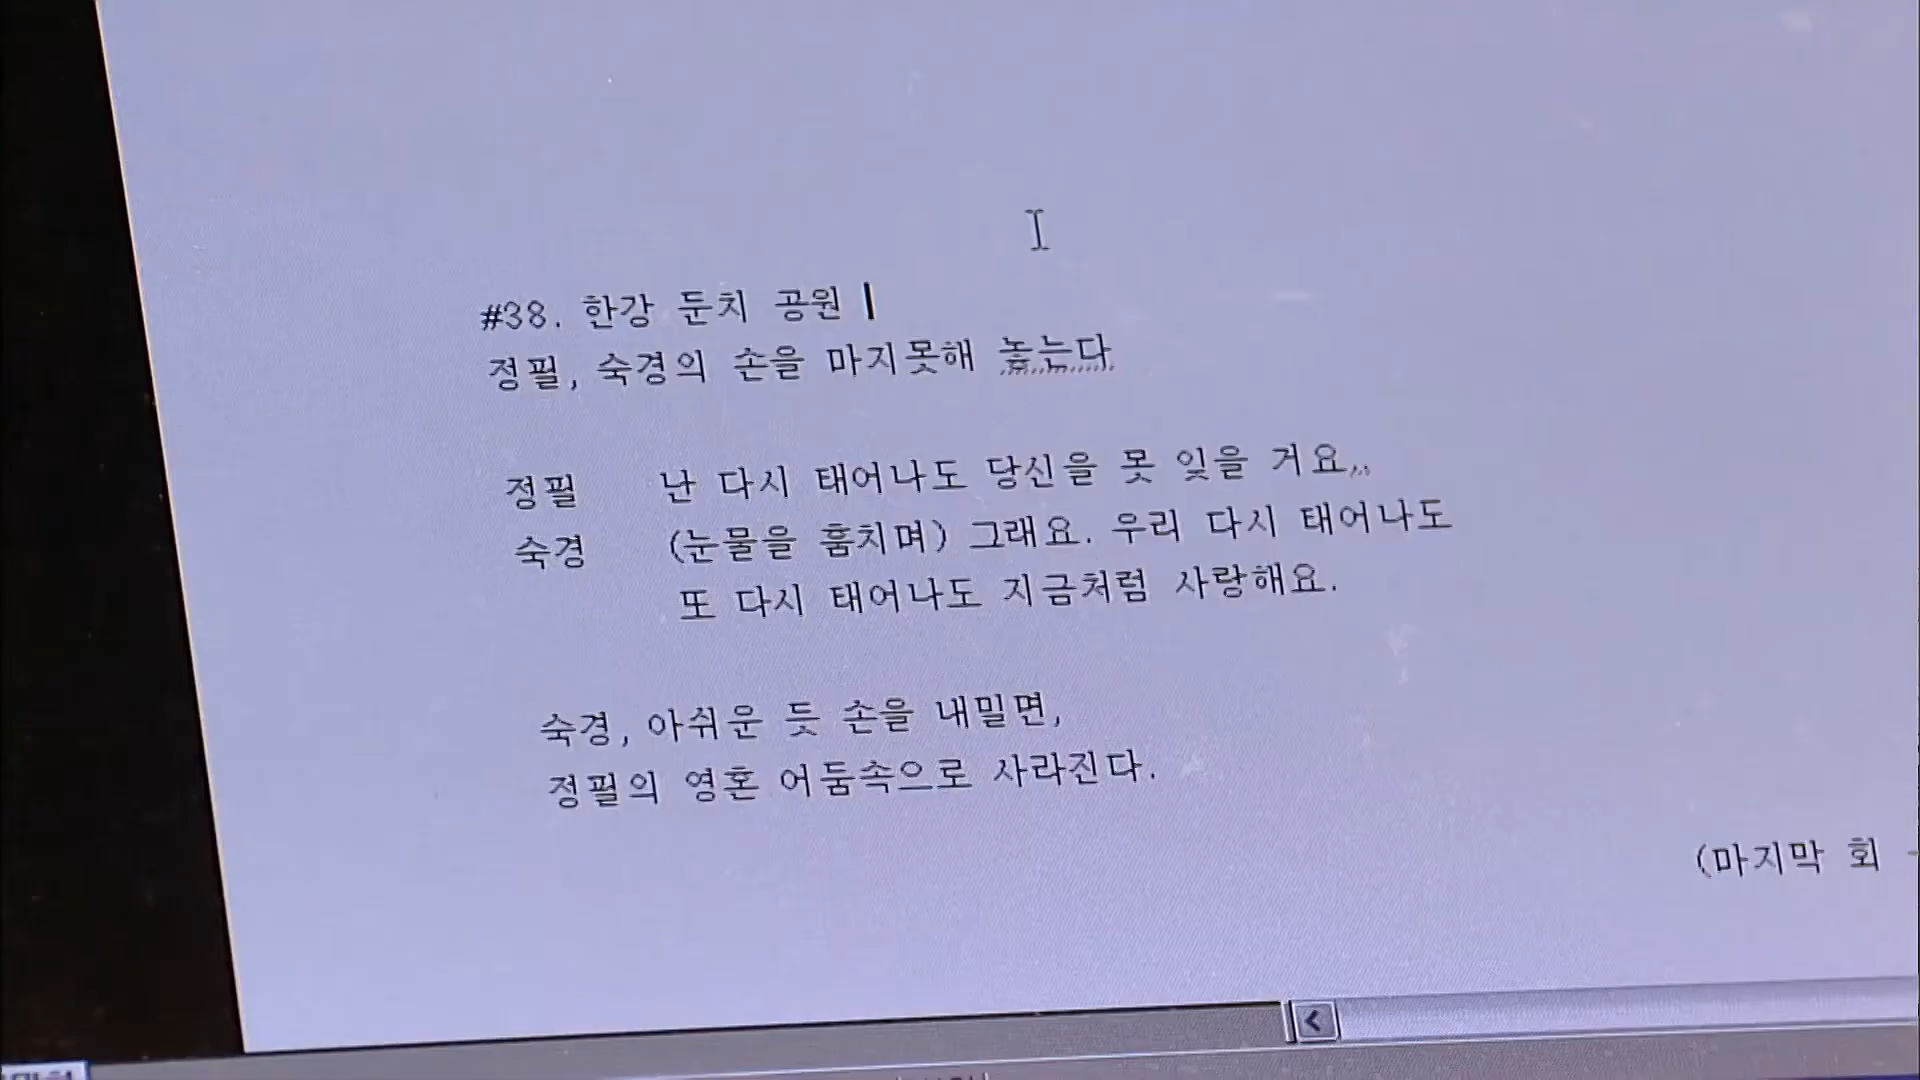 #38. 한강 둔치 공원
정필, 숙경의 손을 마지못해 놓는다
정필 난 다시 태어나도 당신을 못 잊을 거요,,,
숙경 (눈물을 훔치며) 그래요. 우리 다시 태어나도
또 다시 태어나도 지금처럼 사랑해요.
숙경, 아쉬운 듯 손을 내밀면,
정필의 영혼 어둠속으로 사라진다.
(마지막 회